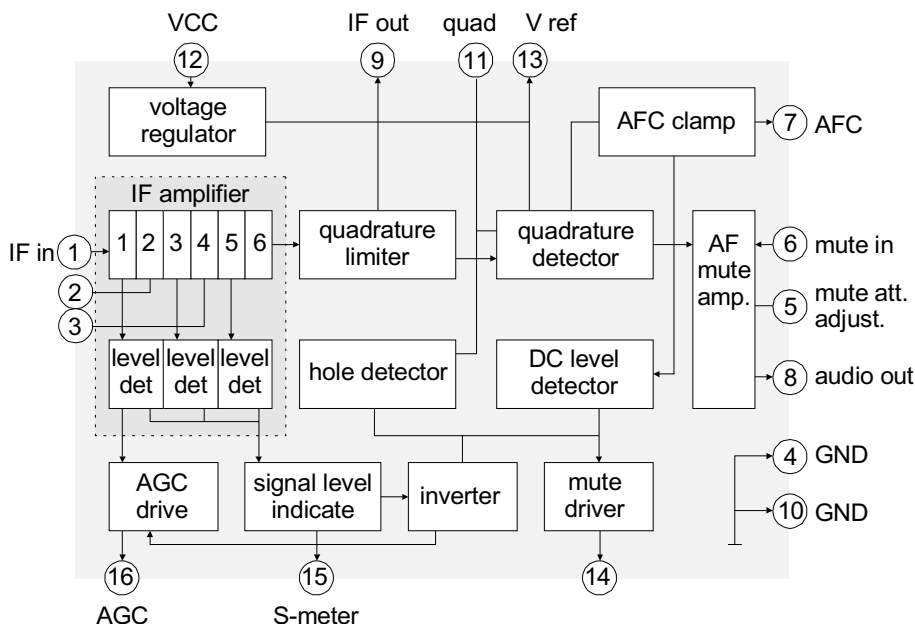 VCC
IF out
quad
V ref
12
9
11
13
voltage
regulator
AFC clamp
7
AFC
IF amplifier
IF in
1
1
2
3
4
5
6
quadrature
limiter
quadrature
detector
AF
mute
amp.
6
mute in
2
3
5
mute att.
adjust.
level
det
level
det
level
det
hole detector
DC level
detector
8
audio out
4
GND
AGC
drive
signal level
indicate
inverter
mute
driver
10
GND
16
15
14
AGC
S-meter